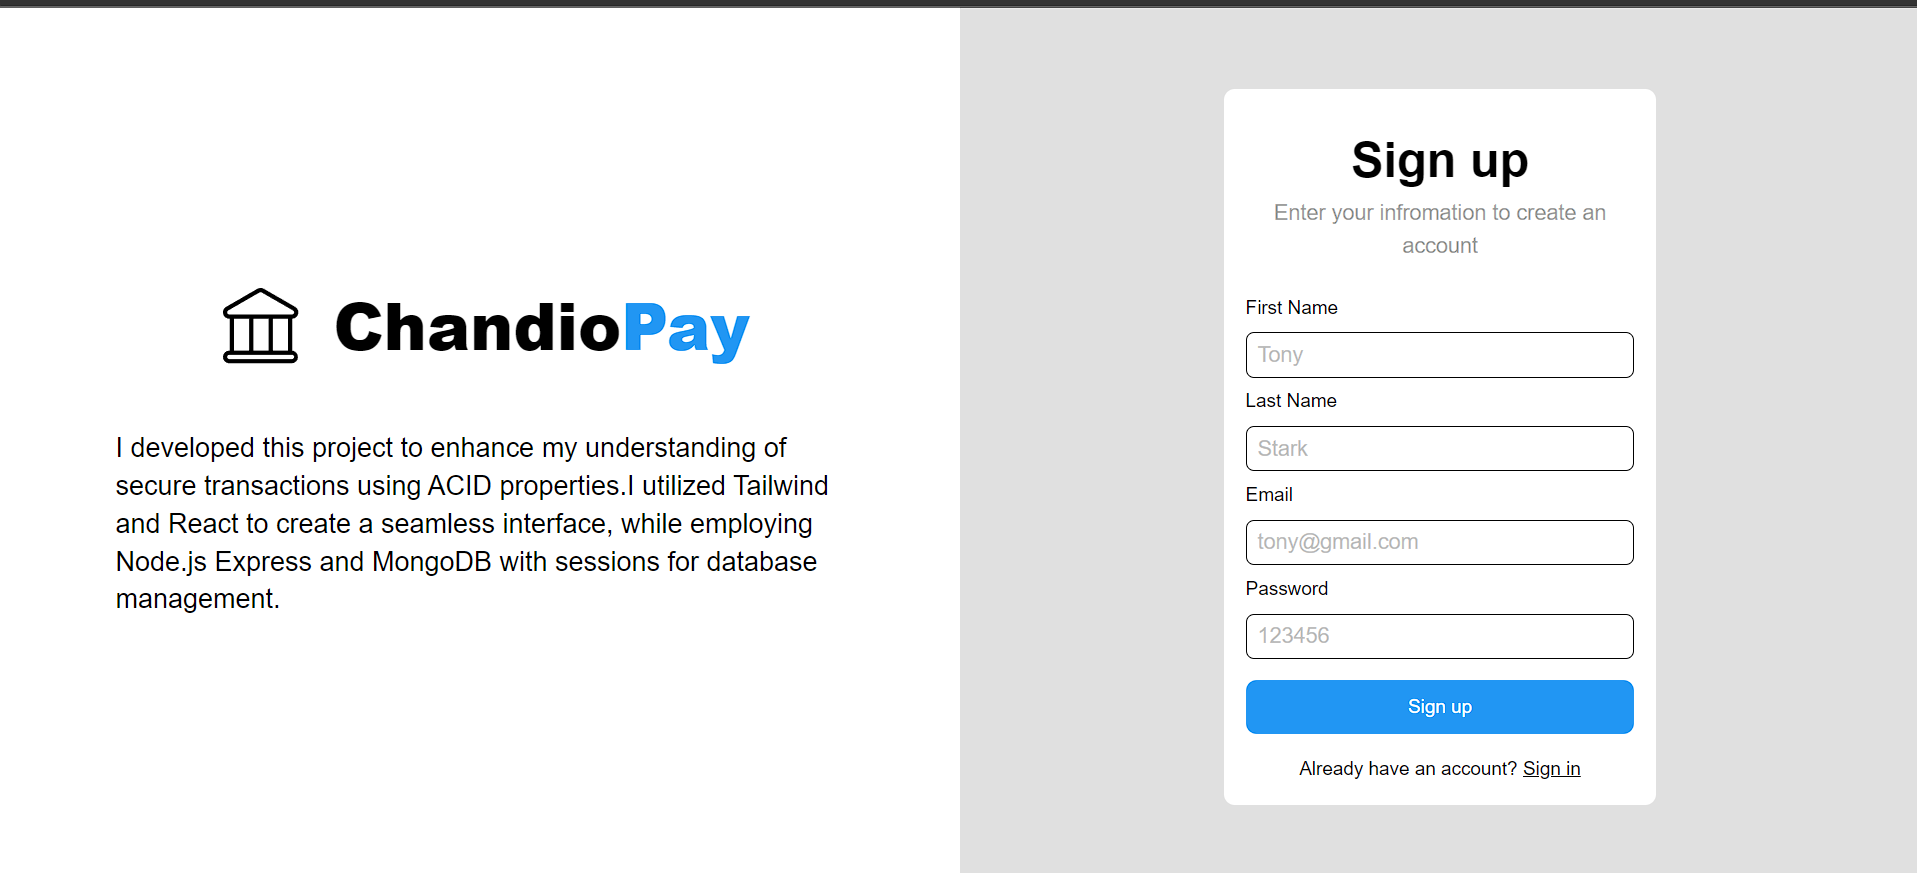 ChandioPay
I developed this project to enhance my understanding of
secure transactions using ACID properties.I utilized Tailwind
and React to create a seamless interface, while employing
Node.js Express and MongoDB with sessions for database
management.
Sign up
Enter your infromation to create an
account
First Name
Tony
Last Name
Stark
Email
tony@gmail.com
Password
123456
Sign up
Already have an account? Sign in